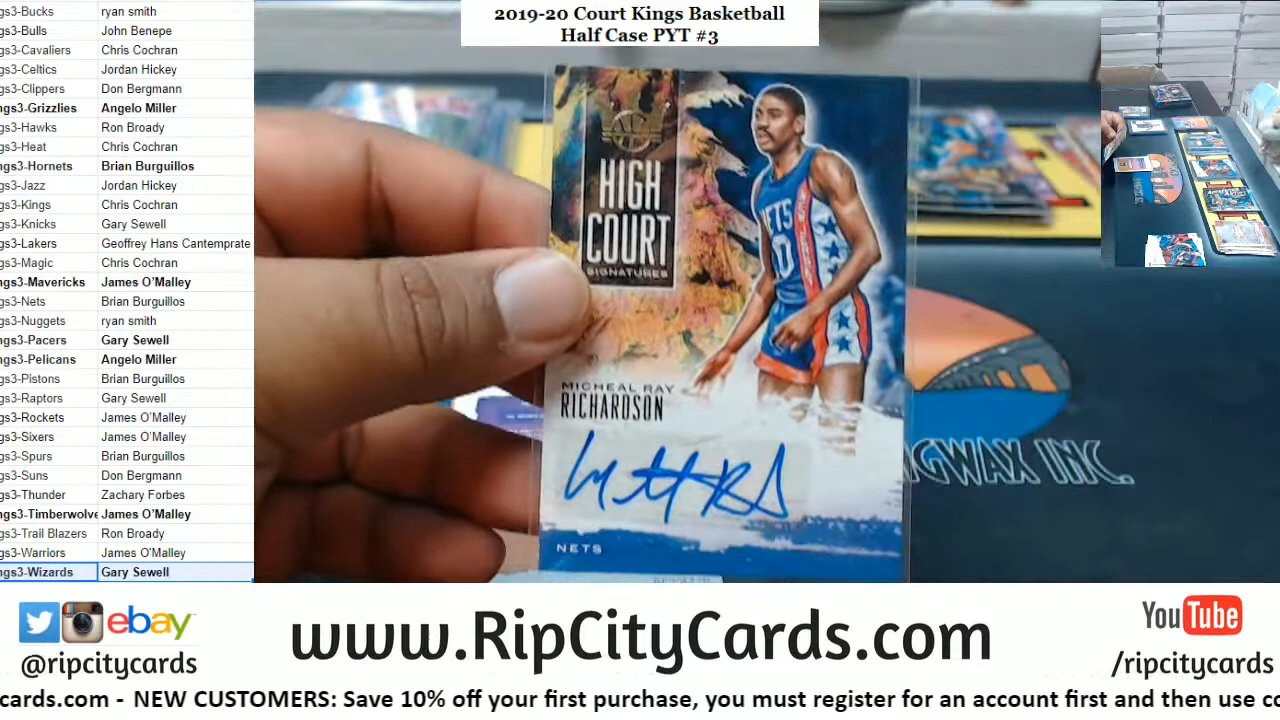 2019-20 Court Kings Basketball
Half Case PYT #3
gs3-Bucks ryan smith
gs3-Bulls John Benepe
gs3-Cavaliers Chris Cochran
gs3-Celtics Jordan Hickey
gs3-Clippers Don Bergmann
ngs3-Grizzlies Angelo Miller
gs3-Hawks Ron Broady
gs3-Heat Chris Cochran
ngs3-Hornets Brian Burguillos
gs3-Jazz Jordan Hickey
gs3-Kings Chris Cochran
gs3-Knicks Gary Sewell
gs3-Lakers Geoffrey Hans Cantemprate
gs3-Magic Chris Cochran
ngs3-Mavericks James O'Malley
gs3-Nets Brian Burguillos
gs3-Nuggets ryan smith
ngs3-Pacers Gary Sewell
ngs3-Pelicans Angelo Miller
gs3-Pistons Brian Burguillos
gs3-Raptors Gary Sewell
gs3-Rockets James O'Malley
gs3-Sixers James O'Malley
gs3-Spurs Brian Burguillos
gs3-Suns Don Bergmann
gs3-Thunder Zachary Forbes
ngs3-Timberwolve James O'Malley
gs3-Trail Blazers Ron Broady
gs3-Warriors James O'Malley
ngs3-Wizards Gary Sewell
HIGH
COURT
SIGNATURES
NETS
MICHEAL RAY
RICHARDSON
NETS
GWAX INC.
ebay
@ripcitycards
www.RipCityCards.com
YouTube
/ripcitycards
cards.com - NEW CUSTOMERS: Save 10% off your first purchase, you must register for an account first and then use co